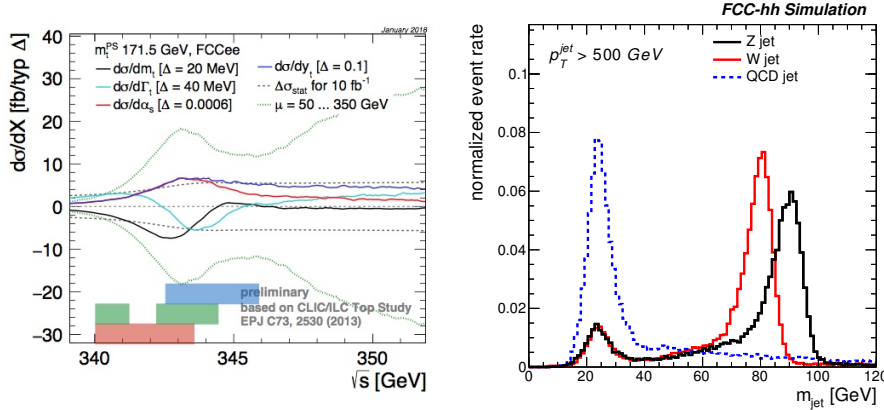 January 2018
m_t^PS 171.5 GeV, FCCee
dσ/dm_t [Δ = 20 MeV]
dσ/dΓ_t [Δ = 40 MeV]
dσ/dα_s [Δ = 0.0006]
dσ/dy_t [Δ = 0.1]
Δσ_stat for 10 fb⁻¹
μ = 50 ... 350 GeV
dσ/dX [fb/typ Δ]
40
30
20
10
0
-10
-20
-30
preliminary
based on CLIC/ILC Top Study
EPJ C73, 2530 (2013)
340
345
350
√s [GeV]
FCC-hh Simulation
p_T^jet > 500 GeV
Z jet
W jet
QCD jet
normalized event rate
0.1
0.08
0.06
0.04
0.02
0
0
20
40
60
80
100
120
m_jet [GeV]